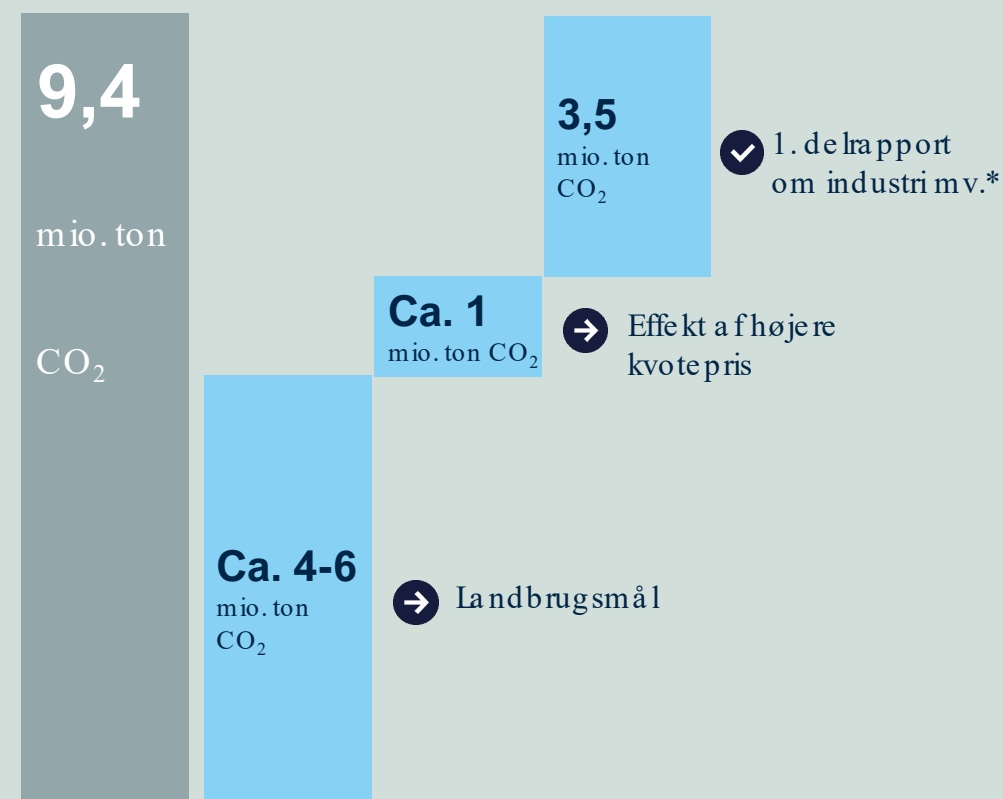 9,4
mio. ton
CO₂
3,5
mio. ton
CO₂
1. delrapport
om industri mv.*
Ca. 1
mio. ton CO₂
Effekt af højere
kvotepris
Ca. 4-6
mio. ton
CO₂
Landbrugsmål